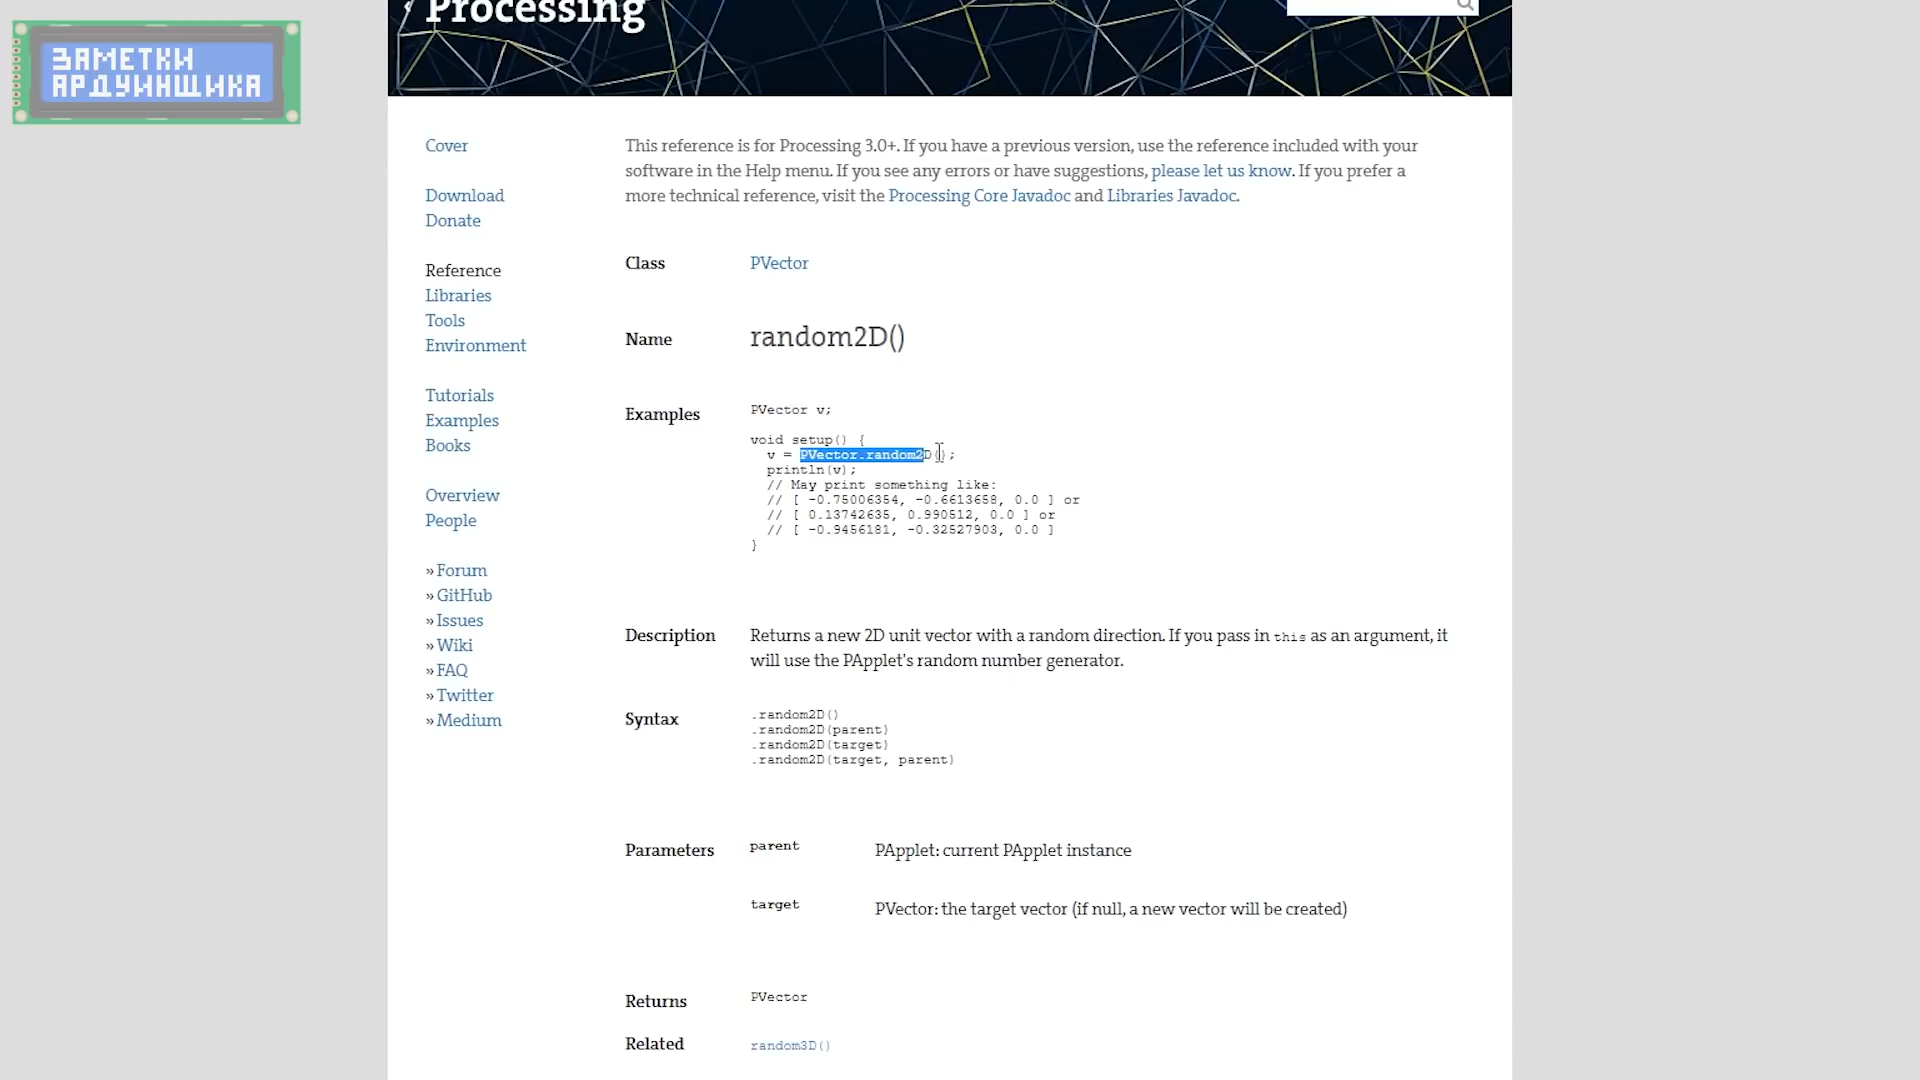 Processing
ЗАМЕТКИ
АРДУИНЩИКА
Cover
Download
Donate
Reference
Libraries
Tools
Environment
Tutorials
Examples
Books
Overview
People
» Forum
» GitHub
» Issues
» Wiki
» FAQ
» Twitter
» Medium
This reference is for Processing 3.0+. If you have a previous version, use the reference included with your
software in the Help menu. If you see any errors or have suggestions, please let us know. If you prefer a
more technical reference, visit the Processing Core Javadoc and Libraries Javadoc.
Class PVector
Name random2D()
Examples PVector v;
void setup() {
v = PVector.random2D();
println(v);
// May print something like:
// [ -0.75006354, -0.6613658, 0.0 ] or
// [ 0.13742635, 0.990512, 0.0 ] or
// [ -0.9456181, -0.32527903, 0.0 ]
}
Description Returns a new 2D unit vector with a random direction. If you pass in this as an argument, it
will use the PApplet's random number generator.
Syntax .random2D()
.random2D(parent)
.random2D(target)
.random2D(target, parent)
Parameters parent PApplet: current PApplet instance
target PVector: the target vector (if null, a new vector will be created)
Returns PVector
Related random3D()